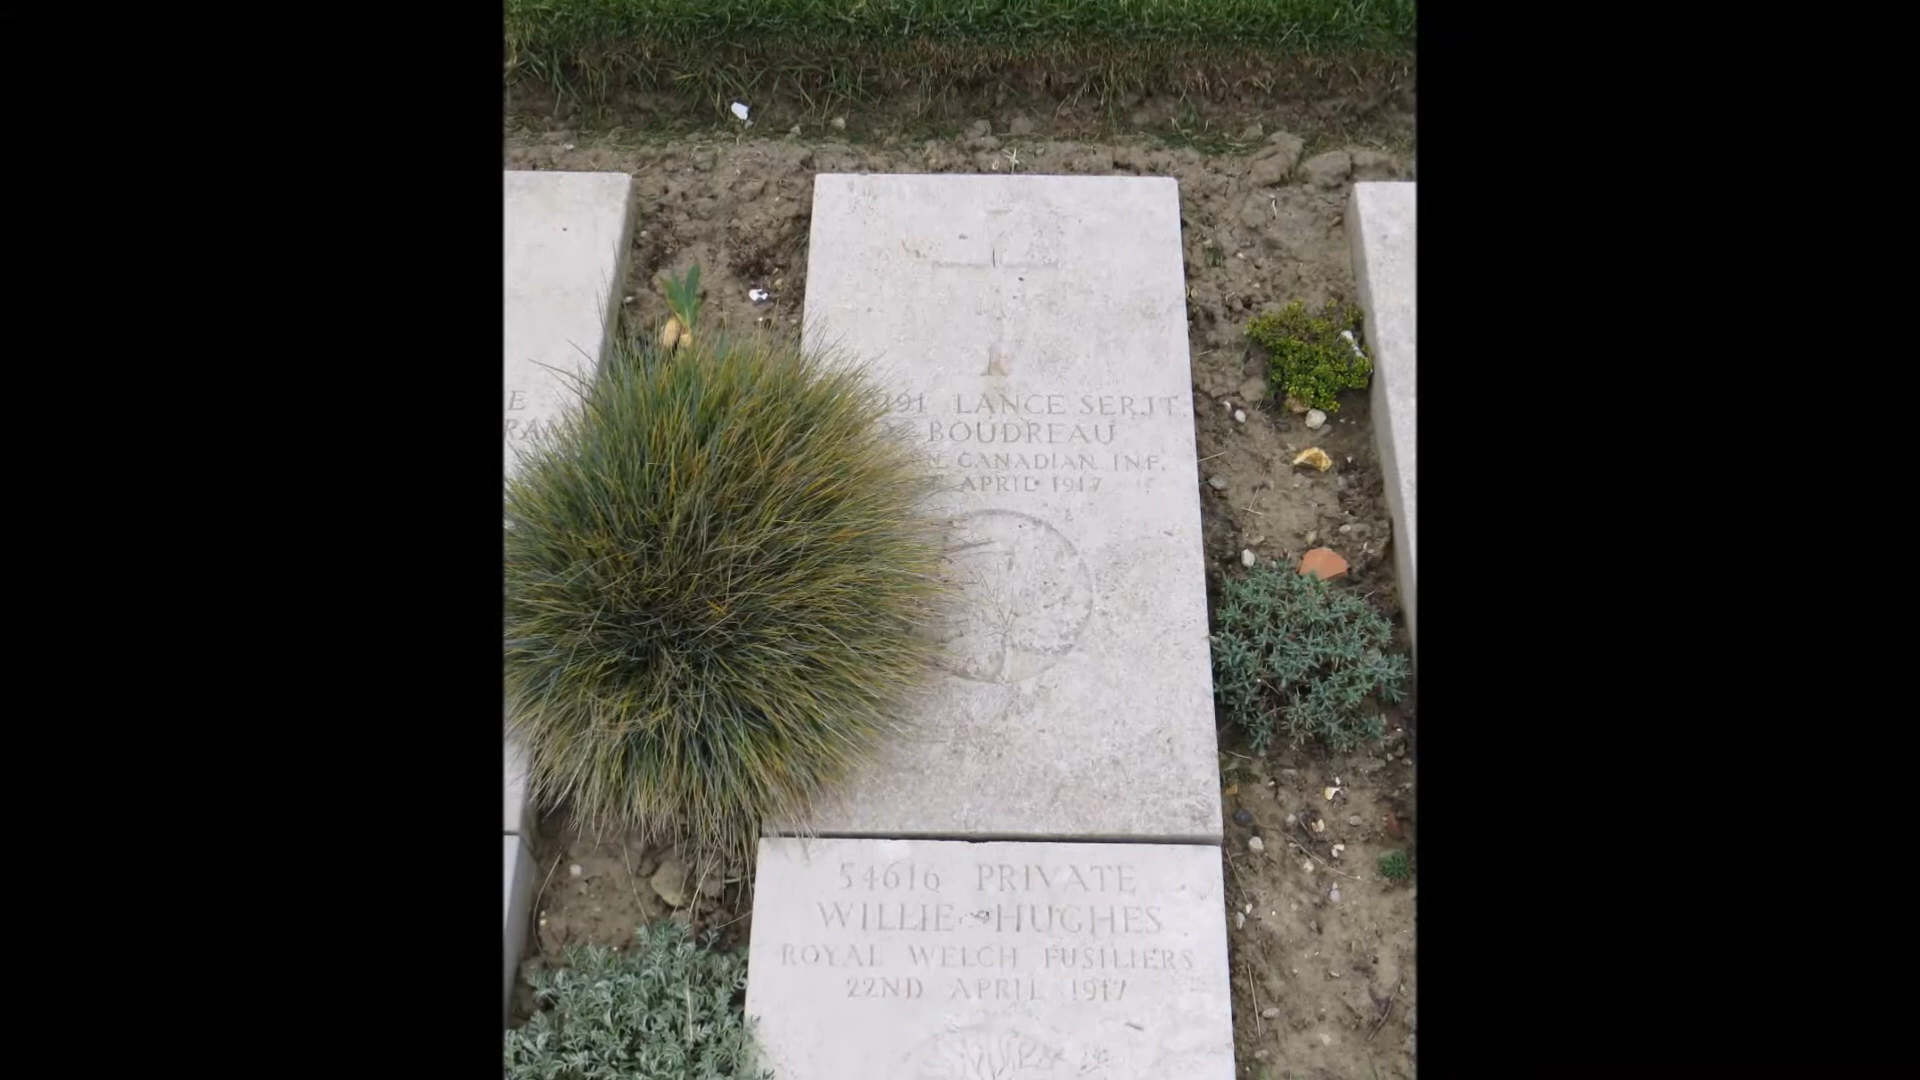 LANCE SERJT.
BOUDREAU
CANADIAN INF.
APRIL 1917
54616 PRIVATE
WILLIE HUGHES
ROYAL WELCH FUSILIERS
22ND APRIL 1917